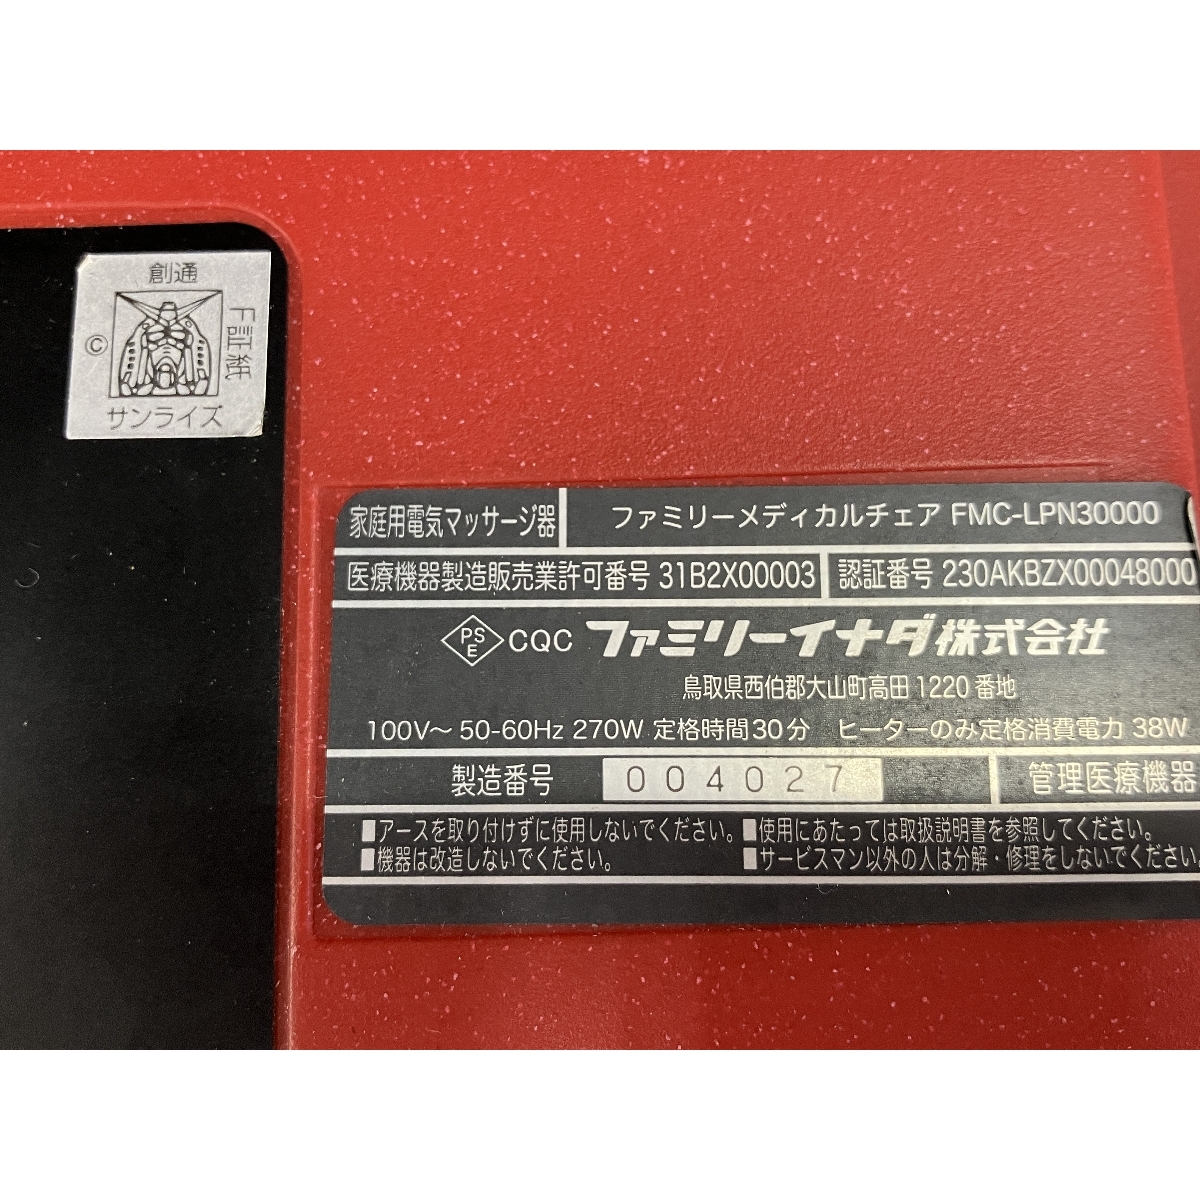 創通
F証紙
©
サンライズ
家庭用電気マッサージ器 ファミリーメディカルチェア FMC-LPN30000
医療機器製造販売業許可番号 31B2X00003 認証番号 230AKBZX00048000
PSE CQC ファミリーイナダ株式会社
鳥取県西伯郡大山町高田 1220 番地
100V～ 50-60Hz 270W 定格時間30分 ヒーターのみ定格消費電力 38W
製造番号 004027 管理医療機器
■アースを取り付けずに使用しないでください。 ■使用にあたっては取扱説明書を参照してください。
■機器は改造しないでください。 ■サービスマン以外の人は分解・修理をしないでください。